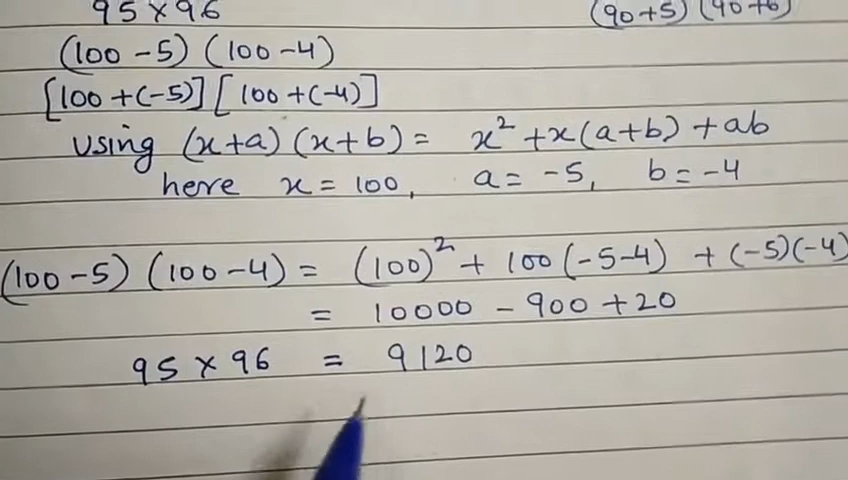 95 × 96
(90+5) (90+6)
(100 - 5) (100 - 4)
[100 + (-5)] [100 + (-4)]
using (x+a) (x+b) = x² + x(a+b) + ab
here x = 100, a = -5, b = -4
(100 - 5) (100 - 4) = (100)² + 100 (-5-4) + (-5)(-4)
= 10000 - 900 + 20
95 × 96 = 9120